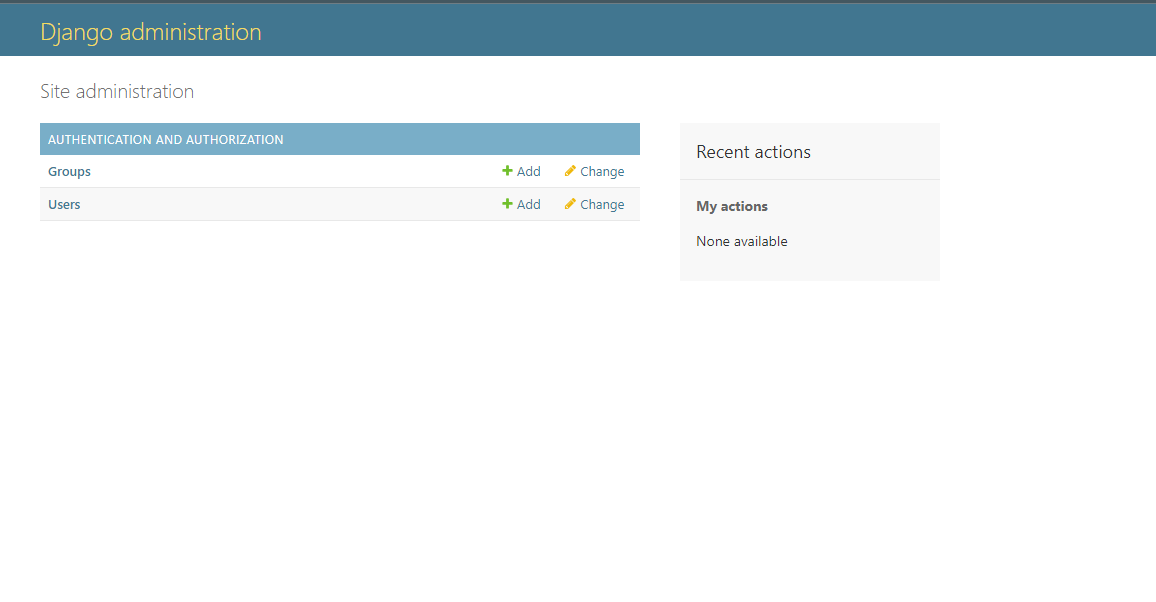 Django administration
Site administration
AUTHENTICATION AND AUTHORIZATION
Groups Add Change
Users Add Change
Recent actions
My actions
None available